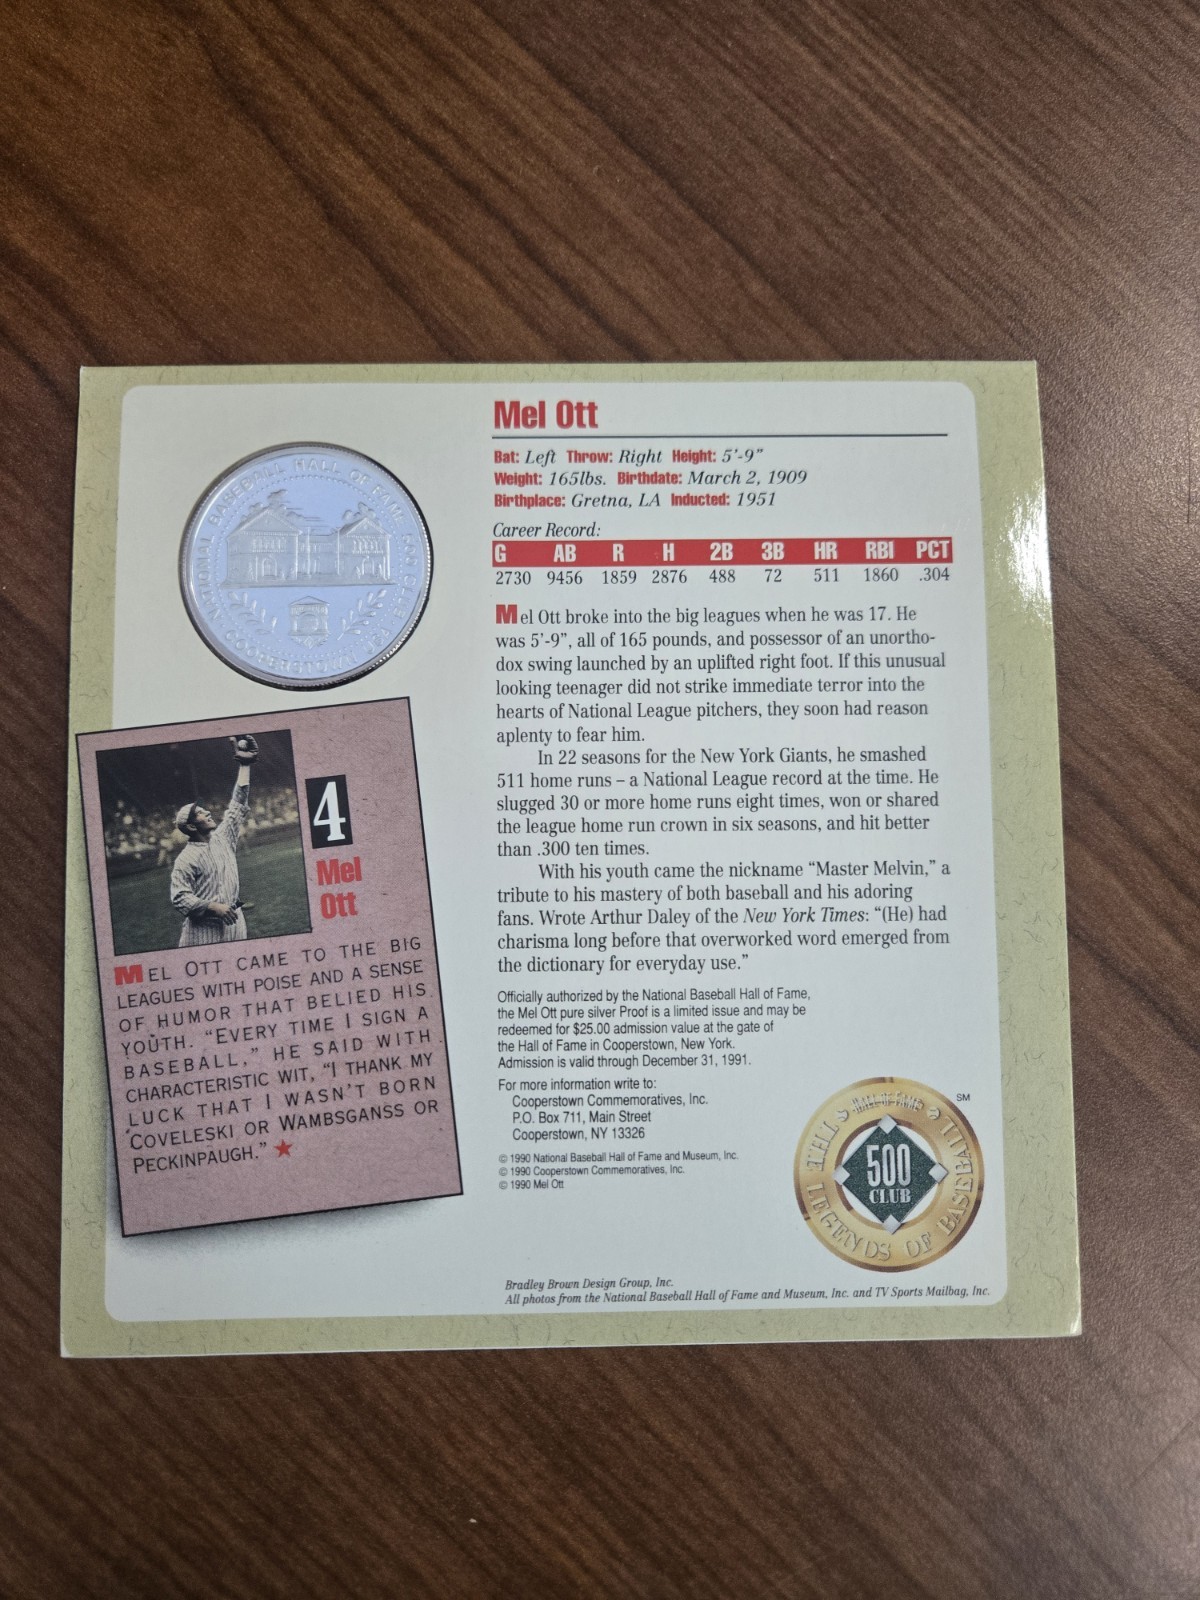 Mel Ott
Bat: Left Throw: Right Height: 5'-9"
Weight: 165lbs. Birthdate: March 2, 1909
Birthplace: Gretna, LA Inducted: 1951
Career Record:
G AB R H 2B 3B HR RBI PCT
2730 9456 1859 2876 488 72 511 1860 .304
Mel Ott broke into the big leagues when he was 17. He
was 5'-9", all of 165 pounds, and possessor of an unortho-
dox swing launched by an uplifted right foot. If this unusual
looking teenager did not strike immediate terror into the
hearts of National League pitchers, they soon had reason
aplenty to fear him.
In 22 seasons for the New York Giants, he smashed
511 home runs – a National League record at the time. He
slugged 30 or more home runs eight times, won or shared
the league home run crown in six seasons, and hit better
than .300 ten times.
With his youth came the nickname "Master Melvin," a
tribute to his mastery of both baseball and his adoring
fans. Wrote Arthur Daley of the New York Times: "(He) had
charisma long before that overworked word emerged from
the dictionary for everyday use."
Officially authorized by the National Baseball Hall of Fame,
the Mel Ott pure silver Proof is a limited issue and may be
redeemed for $25.00 admission value at the gate of
the Hall of Fame in Cooperstown, New York.
Admission is valid through December 31, 1991.
For more information write to:
Cooperstown Commemoratives, Inc.
P.O. Box 711, Main Street
Cooperstown, NY 13326
© 1990 National Baseball Hall of Fame and Museum, Inc.
© 1990 Cooperstown Commemoratives, Inc.
© 1990 Mel Ott
NATIONAL BASEBALL HALL OF FAME 500 CLUB
COOPERSTOWN
4
Mel
Ott
MEL OTT CAME TO THE BIG
LEAGUES WITH POISE AND A SENSE
OF HUMOR THAT BELIED HIS
YOUTH. "EVERY TIME I SIGN A
BASEBALL," HE SAID WITH
CHARACTERISTIC WIT, "I THANK MY
LUCK THAT I WASN'T BORN
COVELESKI OR WAMBSGANSS OR
PECKINPAUGH."
HALL OF FAME
THE LEGENDS OF BASEBALL
500
CLUB
SM
Bradley Brown Design Group, Inc.
All photos from the National Baseball Hall of Fame and Museum, Inc. and TV Sports Mailbag, Inc.